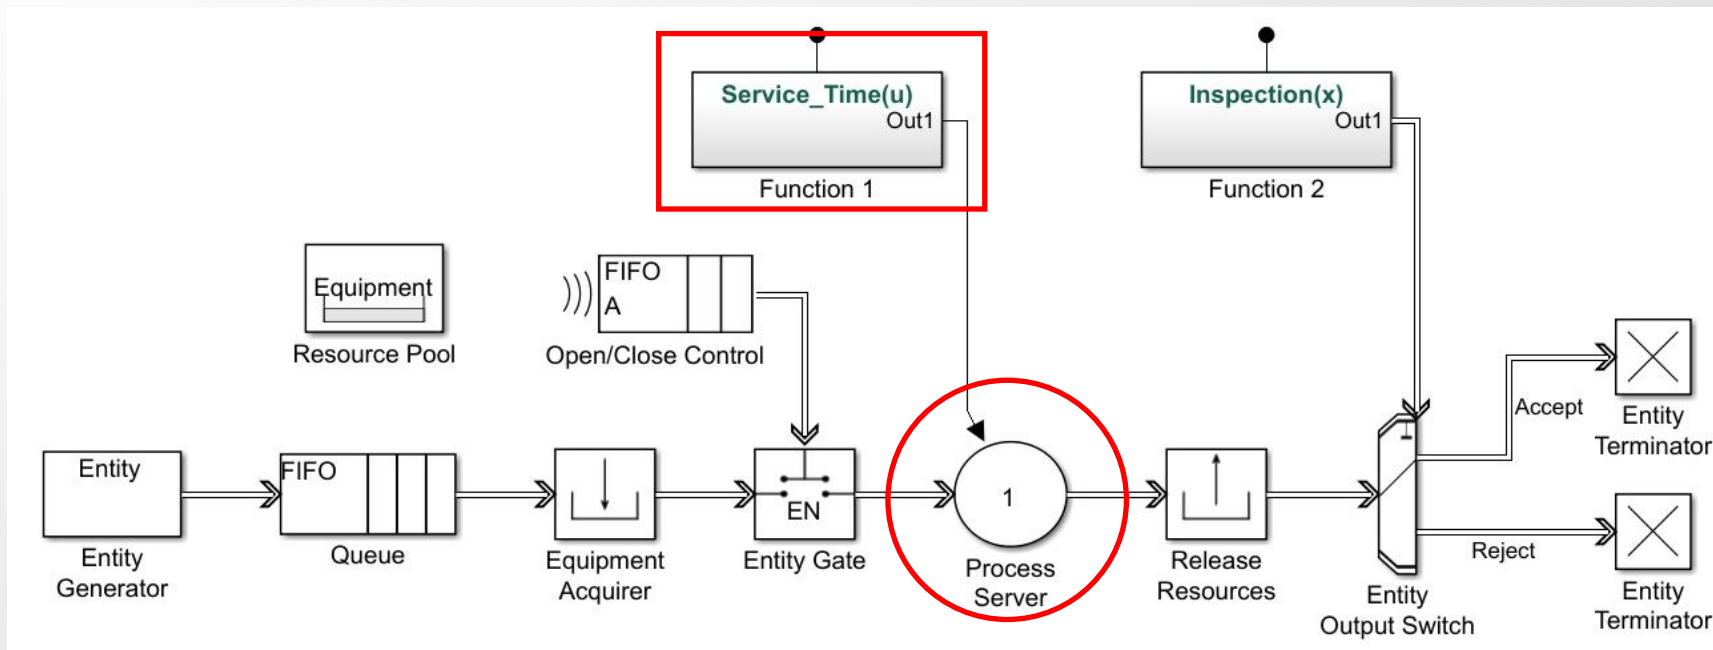 Service_Time(u)
Out1
Function 1
Inspection(x)
Out1
Function 2
Equipment
Resource Pool
FIFO
A
Open/Close Control
Entity
Entity
Generator
FIFO
Queue
Equipment
Acquirer
EN
Entity Gate
1
Process
Server
Release
Resources
Entity
Output Switch
Accept
Reject
Entity
Terminator
Entity
Terminator